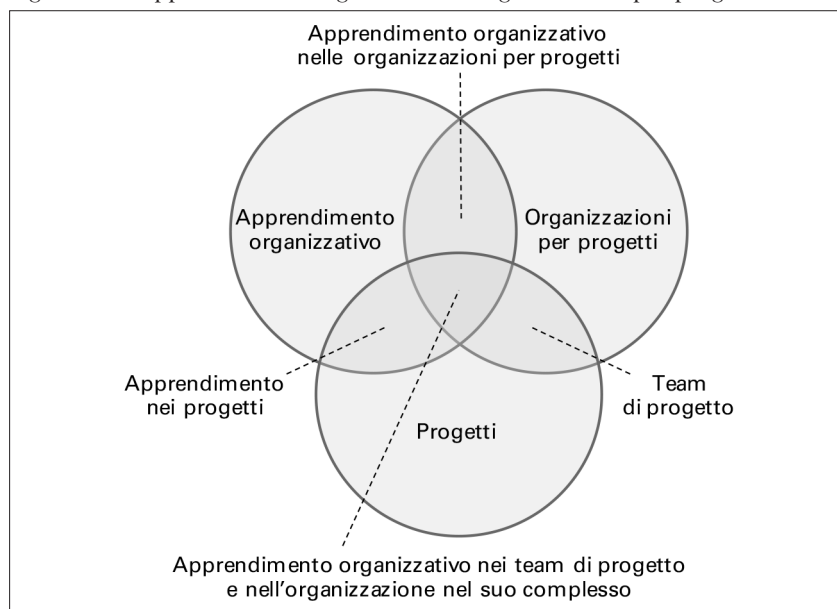 Apprendimento organizzativo
nelle organizzazioni per progetti
Apprendimento
organizzativo
Organizzazioni
per progetti
Apprendimento
nei progetti
Team
di progetto
Progetti
Apprendimento organizzativo nei team di progetto
e nell'organizzazione nel suo complesso